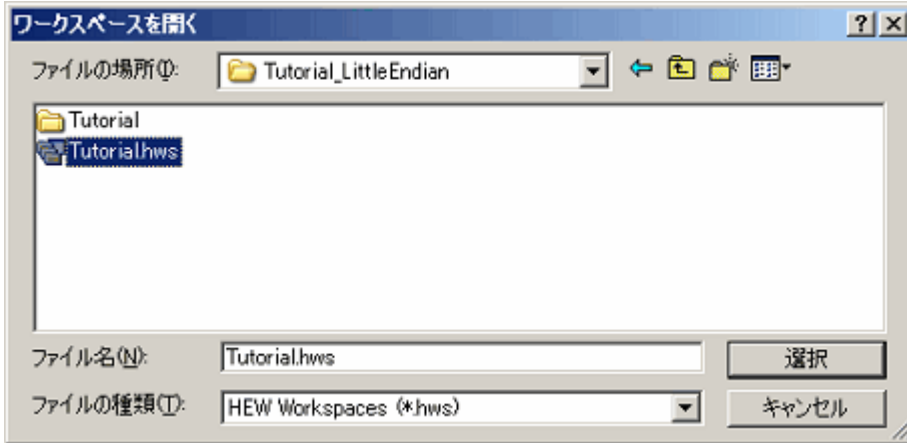 ワークスペースを開く
ファイルの場所(I): Tutorial_LittleEndian
Tutorial
Tutorial.hws
ファイル名(N): Tutorial.hws 選択
ファイルの種類(T): HEW Workspaces (*.hws) キャンセル